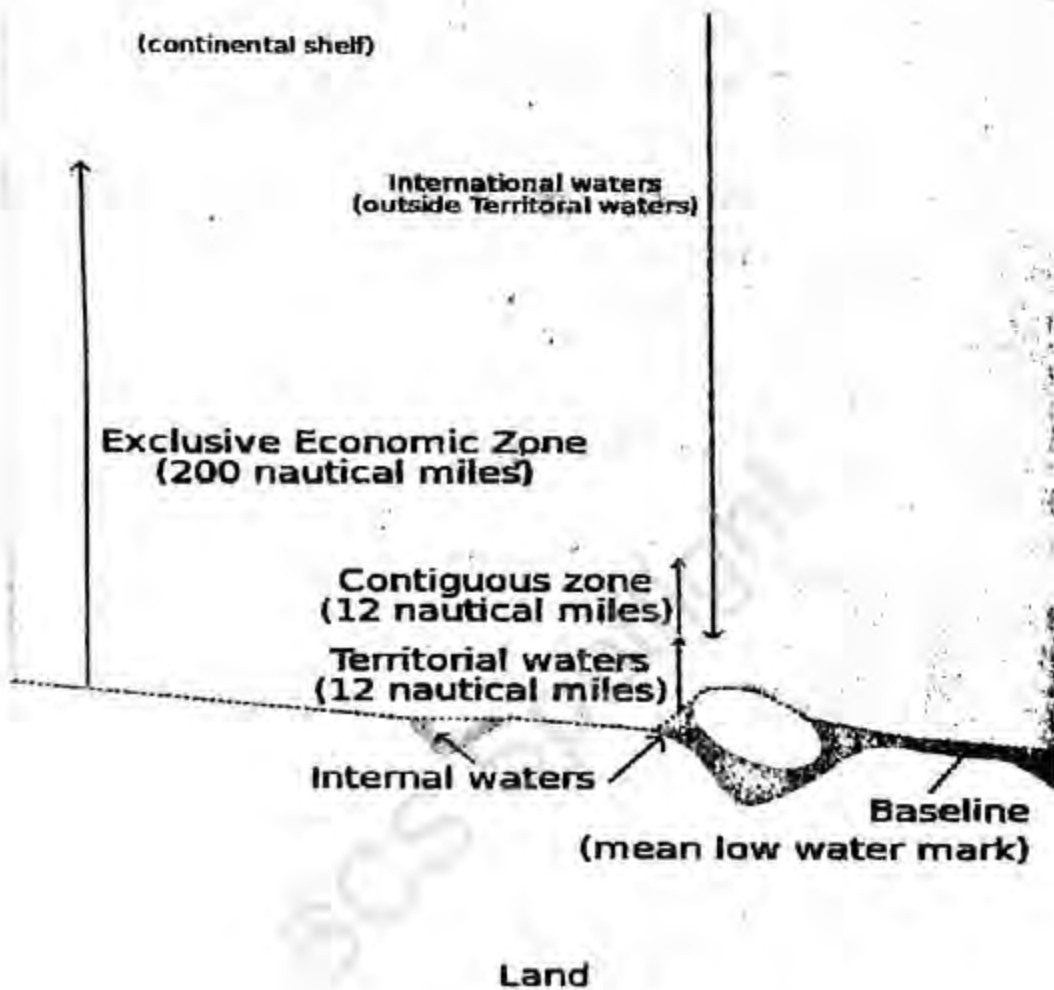 (continental shelf)
International waters
(outside Territoral waters)
Exclusive Economic Zone
(200 nautical miles)
Contiguous zone
(12 nautical miles)
Territorial waters
(12 nautical miles)
Internal waters
Baseline
(mean low water mark)
Land